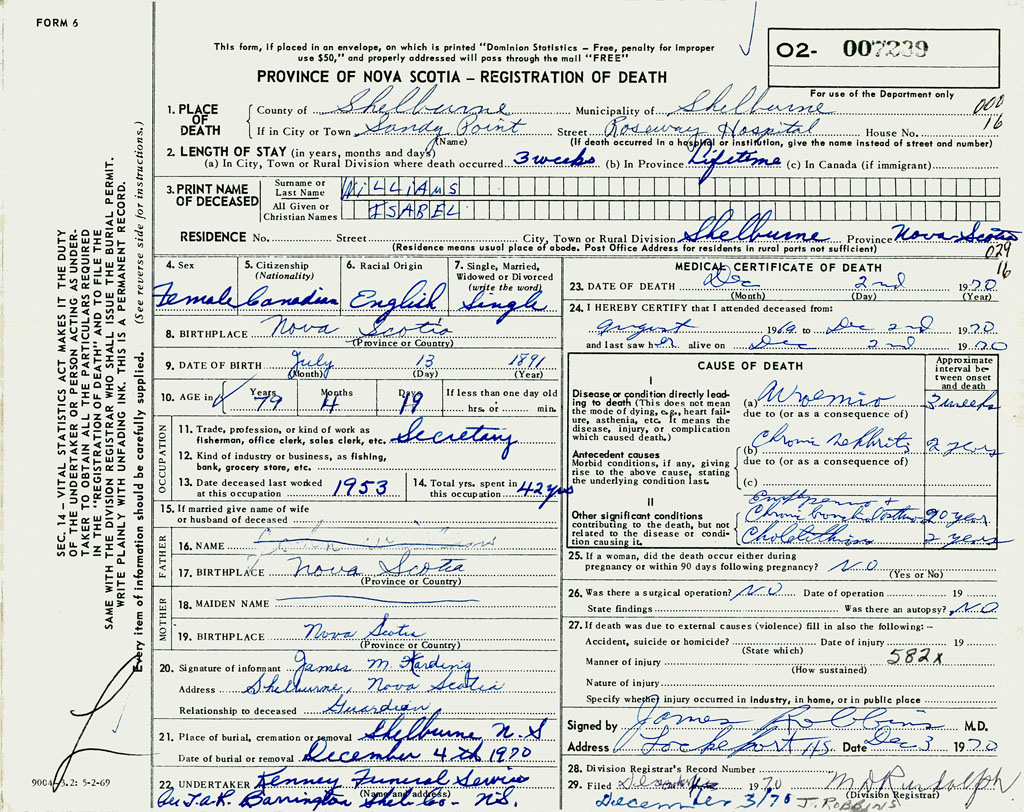 FORM 6
This form, if placed in an envelope, on which is printed "Dominion Statistics – Free, penalty for improper
use $50," and properly addressed will pass through the mail "FREE"
PROVINCE OF NOVA SCOTIA – REGISTRATION OF DEATH
02- 007239
For use of the Department only
000
16
1. PLACE OF DEATH { County of Shelburne Municipality of Shelburne
If in City or Town Sandy Point Street Roseway Hospital House No.
(Name) (If death occurred in a hospital or institution, give the name instead of street and number)
2. LENGTH OF STAY (in years, months and days)
(a) In City, Town or Rural Division where death occurred 3 weeks (b) In Province Lifetime (c) In Canada (if immigrant)
3. PRINT NAME OF DECEASED
Surname or Last Name WiLLiAmS
All Given or Christian Names ISABEL
RESIDENCE No. Street City, Town or Rural Division Shelburne Province Nova Scotia
(Residence means usual place of abode. Post Office Address for residents in rural parts not sufficient)
029
16
4. Sex Female
5. Citizenship (Nationality) Canadian
6. Racial Origin English
7. Single, Married, Widowed or Divorced (write the word) Single
8. BIRTHPLACE Nova Scotia
(Province or Country)
9. DATE OF BIRTH July 13 1891
(Month) (Day) (Year)
10. AGE in { Years 79 Months 4 Days 19 If less than one day old
hrs. or min.
OCCUPATION
11. Trade, profession, or kind of work as
fisherman, office clerk, sales clerk, etc. Secretary
12. Kind of industry or business, as fishing,
bank, grocery store, etc.
13. Date deceased last worked at this occupation 1953
14. Total yrs. spent in this occupation 42 yrs
15. If married give name of wife
or husband of deceased
FATHER
16. NAME
17. BIRTHPLACE Nova Scotia
(Province or Country)
MOTHER
18. MAIDEN NAME
19. BIRTHPLACE Nova Scotia
(Province or Country)
20. Signature of informant James M. Harding
Address Shelburne, Nova Scotia
Relationship to deceased Guardian
21. Place of burial, cremation or removal Shelburne N.S
Date of burial or removal December 4th 1970
22. UNDERTAKER Kenney Funeral Service
(Name and address)
Barrington Shel. Co. N.S.
MEDICAL CERTIFICATE OF DEATH
23. DATE OF DEATH Dec 2nd 1970
(Month) (Day) (Year)
24. I HEREBY CERTIFY that I attended deceased from:
August 1969 to Dec 2nd 1970
and last saw her alive on Dec 2nd 1970
CAUSE OF DEATH
Approximate interval between onset and death
I
Disease or condition directly leading to death (This does not mean
the mode of dying, e.g., heart failure, asthenia, etc. It means the
disease, injury, or complication
which caused death.)
(a) Uroemia 3 weeks
due to (or as a consequence of)
Antecedent causes
Morbid conditions, if any, giving
rise to the above cause, stating
the underlying condition last.
(b) Chronic Nephritis 2 years
due to (or as a consequence of)
(c)
II
Other significant conditions
contributing to the death, but not
related to the disease or condition causing it.
Chronic 20 years
Cholelithiasis 2 years
25. If a woman, did the death occur either during
pregnancy or within 90 days following pregnancy? NO
(Yes or No)
26. Was there a surgical operation? NO Date of operation 19
State findings Was there an autopsy? NO
27. If death was due to external causes (violence) fill in also the following: –
Accident, suicide or homicide? Date of injury 19
(State which)
Manner of injury 582x
(How sustained)
Nature of injury
Specify whether injury occurred in industry, in home, or in public place
Signed by James Robbins M.D.
Address Lockeport NS. Date Dec 3 1970
28. Division Registrar's Record Number
29. Filed 1970
(Division Registrar)
December 3/70 J. ROBBINS
SEC. 14 – VITAL STATISTICS ACT MAKES IT THE DUTY
OF THE UNDERTAKER OR PERSON ACTING AS UNDERTAKER TO OBTAIN ALL THE PARTICULARS REQUIRED
IN THE "REGISTRATION OF DEATH" AND TO FILE THE
SAME WITH THE DIVISION REGISTRAR WHO SHALL ISSUE THE BURIAL PERMIT.
WRITE PLAINLY WITH UNFADING INK. THIS IS A PERMANENT RECORD.
Every item of information should be carefully supplied. (See reverse side for instructions.)
5-2-69